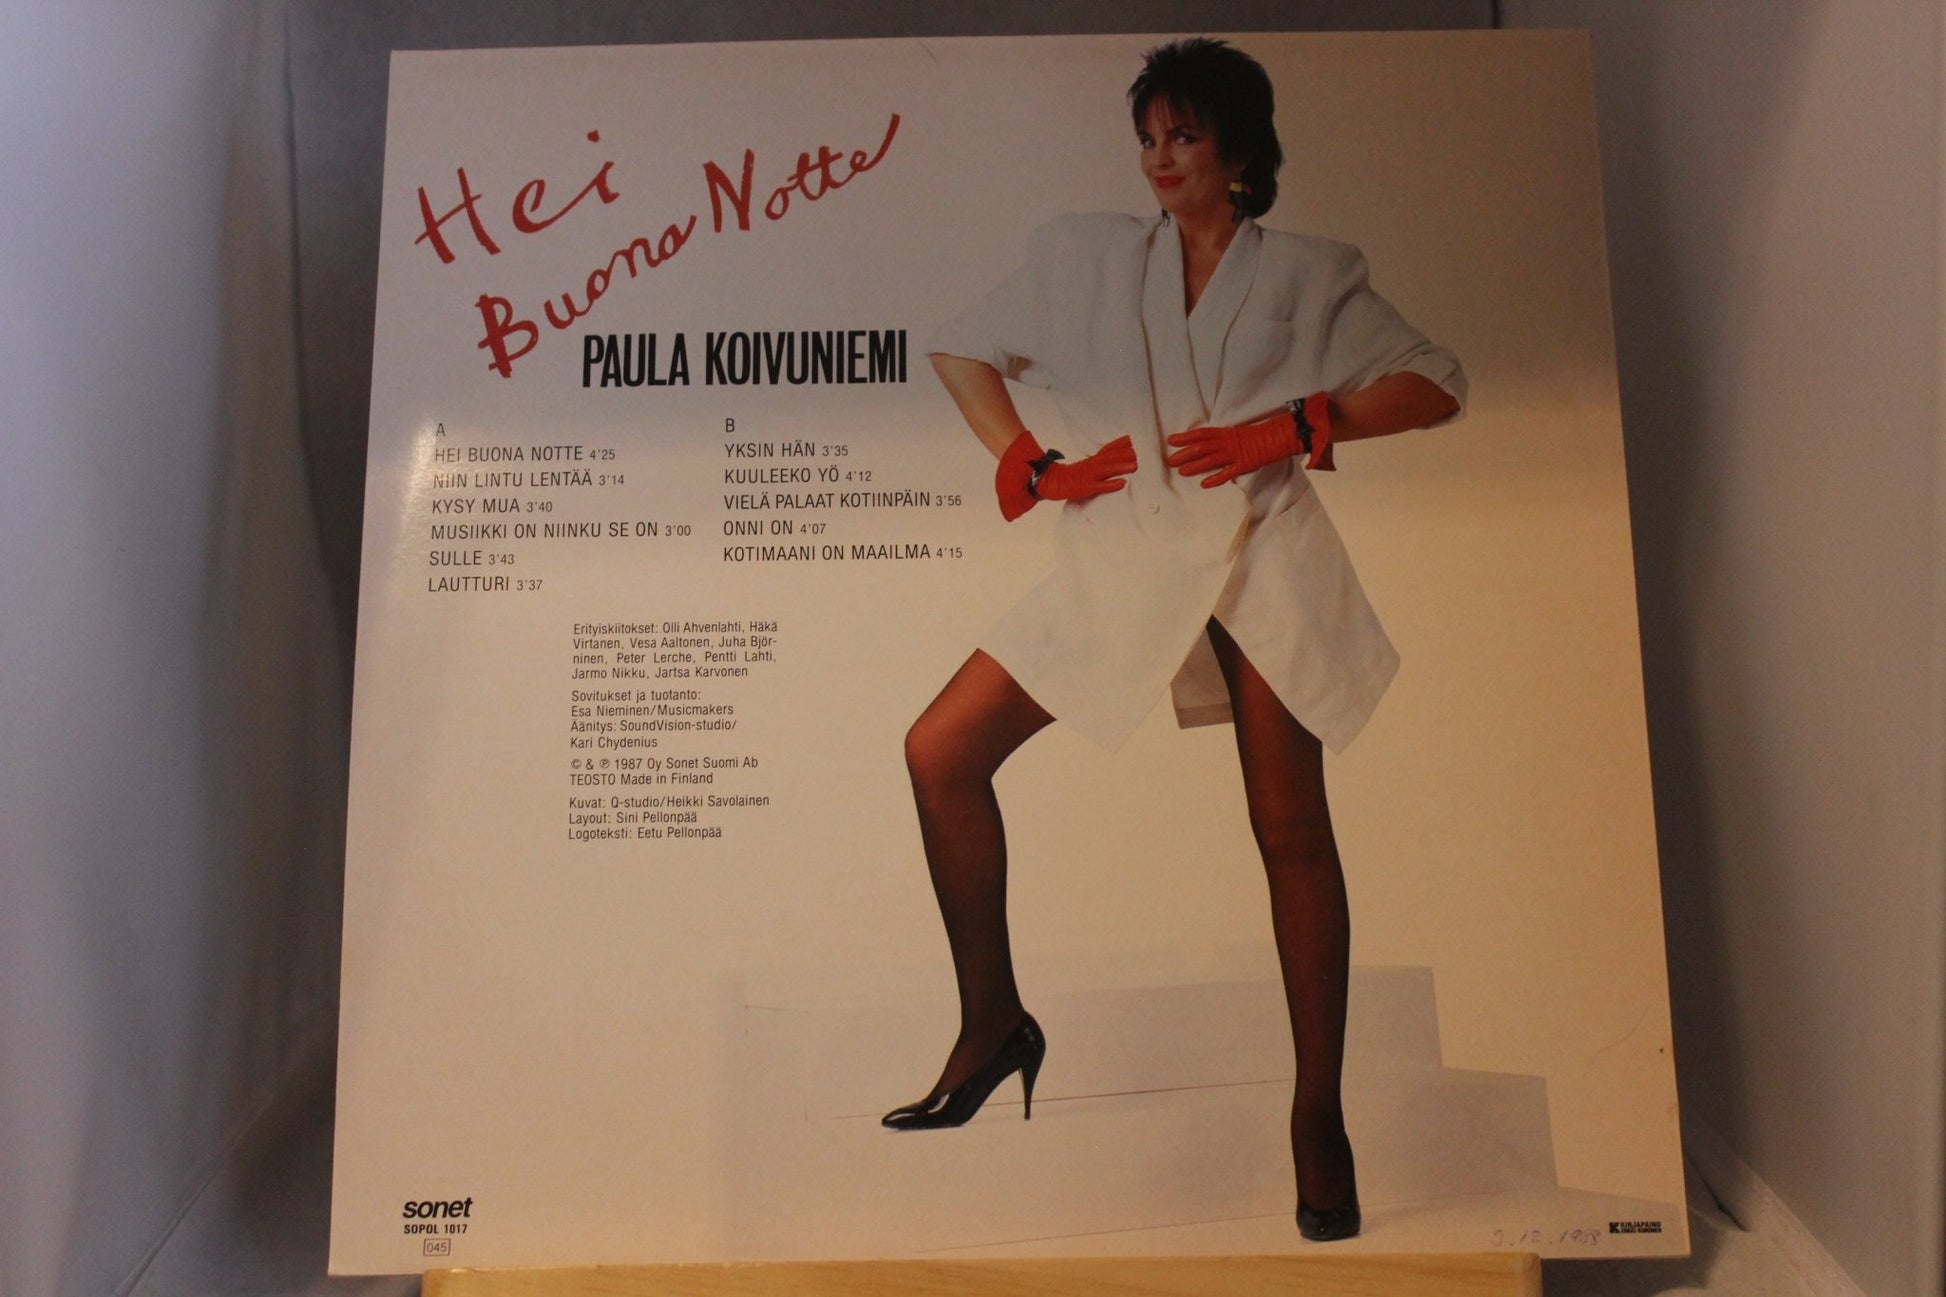 Hei
Buona Notte
PAULA KOIVUNIEMI
A
HEI BUONA NOTTE 4'25
NIIN LINTU LENTÄÄ 3'14
KYSY MUA 3'40
MUSIIKKI ON NIINKU SE ON 3'00
SULLE 3'43
LAUTTURI 3'37
B
YKSIN HÄN 3'35
KUULEEKO YÖ 4'12
VIELÄ PALAAT KOTIINPÄIN 3'56
ONNI ON 4'07
KOTIMAANI ON MAAILMA 4'15
Erityiskiitokset: Olli Ahvenlahti, Häkä
Virtanen, Vesa Aaltonen, Juha Björ-
ninen, Peter Lerche, Pentti Lahti,
Jarmo Nikku, Jartsa Karvonen
Sovitukset ja tuotanto:
Esa Nieminen/Musicmakers
Äänitys: SoundVision-studio/
Kari Chydenius
© & ℗ 1987 Oy Sonet Suomi Ab
TEOSTO Made in Finland
Kuvat: Q-studio/Heikki Savolainen
Layout: Sini Pellonpää
Logoteksti: Eetu Pellonpää
sonet
SOPOL 1017
045
KIRJAPAINO